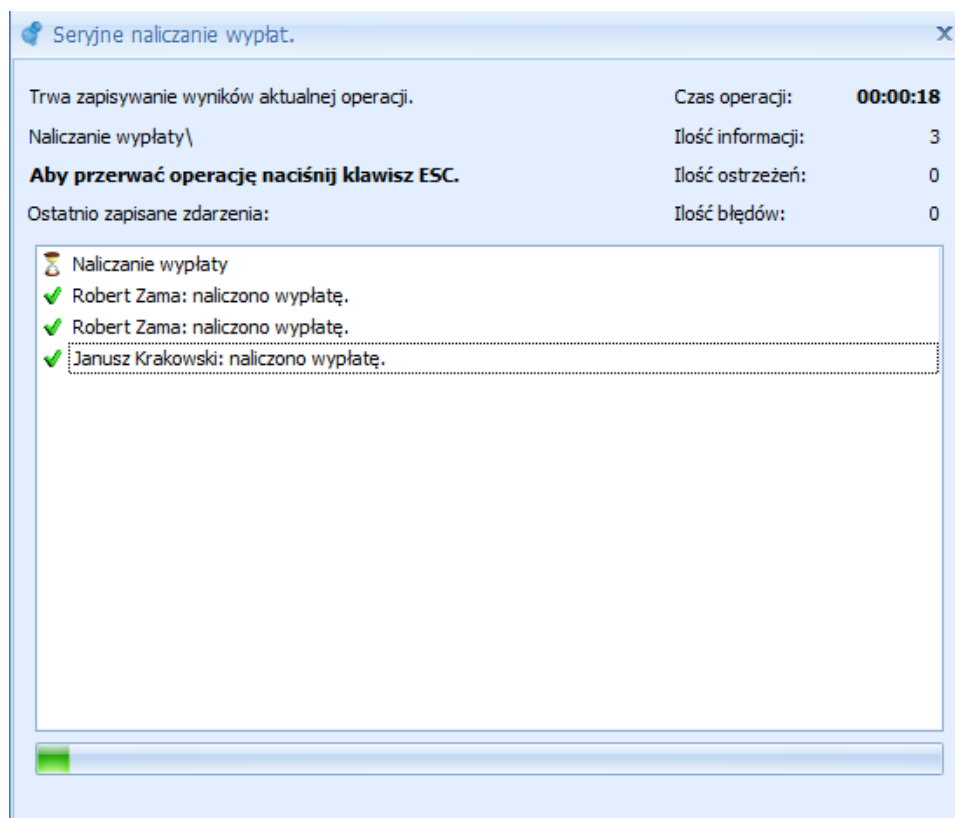 Seryjne naliczanie wypłat.
Trwa zapisywanie wyników aktualnej operacji. Czas operacji: 00:00:18
Naliczanie wypłaty\ Ilość informacji: 3
Aby przerwać operację naciśnij klawisz ESC. Ilość ostrzeżeń: 0
Ostatnio zapisane zdarzenia: Ilość błędów: 0
Naliczanie wypłaty
Robert Zama: naliczono wypłatę.
Robert Zama: naliczono wypłatę.
Janusz Krakowski: naliczono wypłatę.